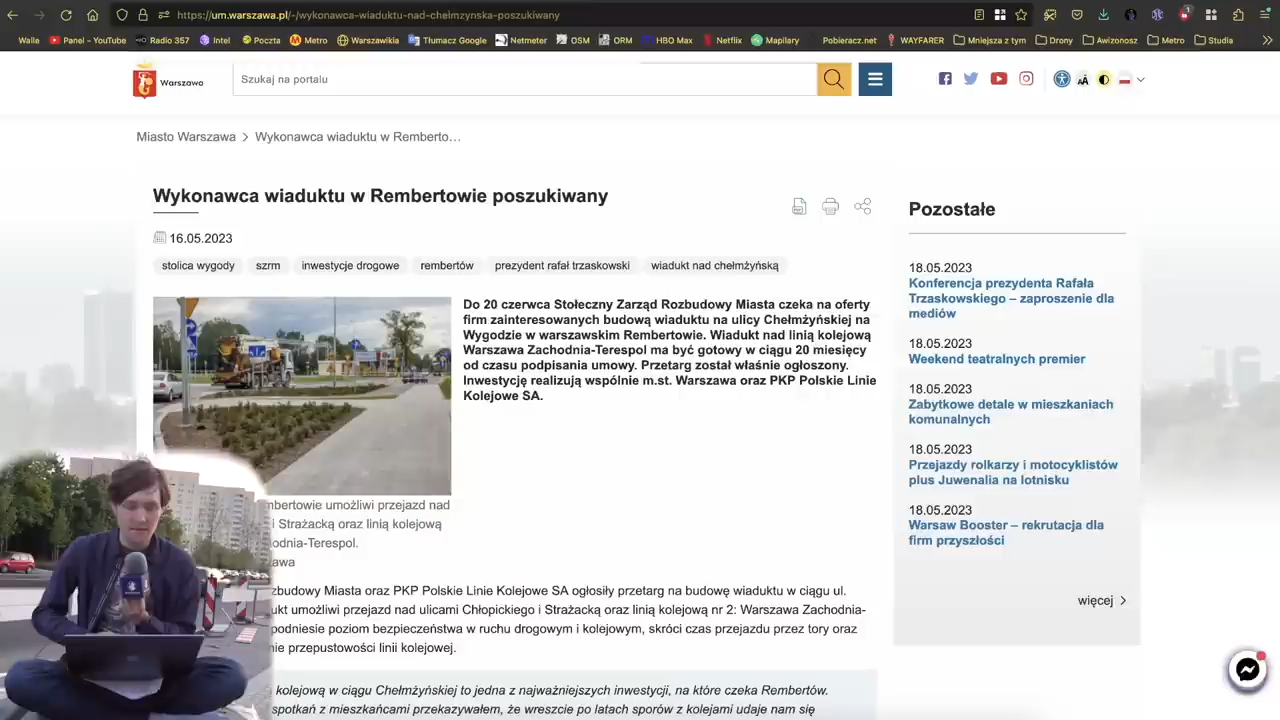 https://um.warszawa.pl/-/wykonawca-wiaduktu-nad-chelmzynska-poszukiwany
Walle Popular - YouTube Radio 357 Intel Poczta Metro Warszawikia Tłumacz Google Netmeter OSM ORM HBO Max Netflix Mapilary Pobieracz.net WAYFARER Mniejsza z tym Drony Awizonosz Metro Studia
Warszawa
Szukaj na portalu
Miasto Warszawa > Wykonawca wiaduktu w Remberto…
Wykonawca wiaduktu w Rembertowie poszukiwany
16.05.2023
stolica wygody szrm inwestycje drogowe rembertów prezydent rafał trzaskowski wiadukt nad chełmżyńską
Do 20 czerwca Stołeczny Zarząd Rozbudowy Miasta czeka na oferty
firm zainteresowanych budową wiaduktu na ulicy Chełmżyńskiej na
Wygodzie w warszawskim Rembertowie. Wiadukt nad linią kolejową
Warszawa Zachodnia-Terespol ma być gotowy w ciągu 20 miesięcy
od czasu podpisania umowy. Przetarg został właśnie ogłoszony.
Inwestycję realizują wspólnie m.st. Warszawa oraz PKP Polskie Linie
Kolejowe SA.
mbertowie umożliwi przejazd nad
i Strażacką oraz linią kolejową
hodnia-Terespol.
zawa
zbudowy Miasta oraz PKP Polskie Linie Kolejowe SA ogłosiły przetarg na budowę wiaduktu w ciągu ul.
ukt umożliwi przejazd nad ulicami Chłopickiego i Strażacką oraz linią kolejową nr 2: Warszawa Zachodnia-
podniesie poziom bezpieczeństwa w ruchu drogowym i kolejowym, skróci czas przejazdu przez tory oraz
nie przepustowości linii kolejowej.
kolejową w ciągu Chełmżyńskiej to jedna z najważniejszych inwestycji, na które czeka Rembertów.
spotkań z mieszkańcami przekazywałem, że wreszcie po latach sporów z kolejami udaje nam się
Pozostałe
18.05.2023
Konferencja prezydenta Rafała
Trzaskowskiego – zaproszenie dla
mediów
18.05.2023
Weekend teatralnych premier
18.05.2023
Zabytkowe detale w mieszkaniach
komunalnych
18.05.2023
Przejazdy rolkarzy i motocyklistów
plus Juwenalia na lotnisku
18.05.2023
Warsaw Booster – rekrutacja dla
firm przyszłości
więcej >